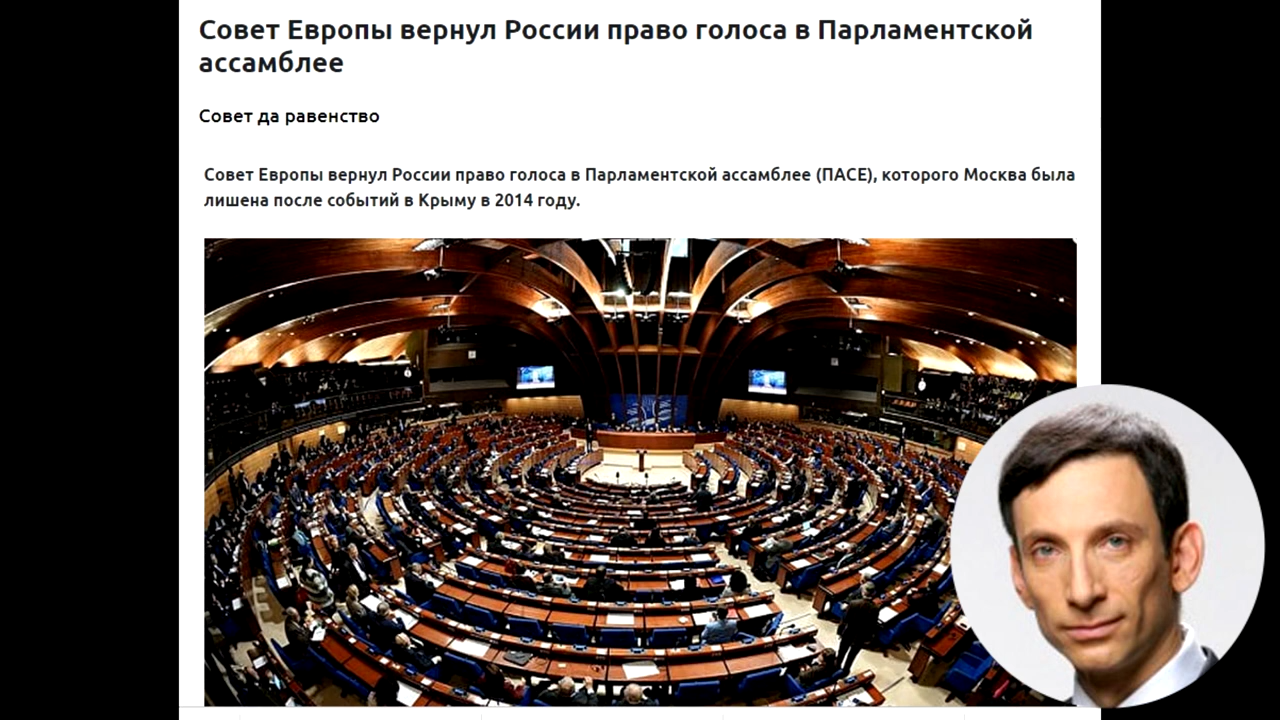 Совет Европы вернул России право голоса в Парламентской
ассамблее
Совет да равенство
Совет Европы вернул России право голоса в Парламентской ассамблее (ПАСЕ), которого Москва была
лишена после событий в Крыму в 2014 году.